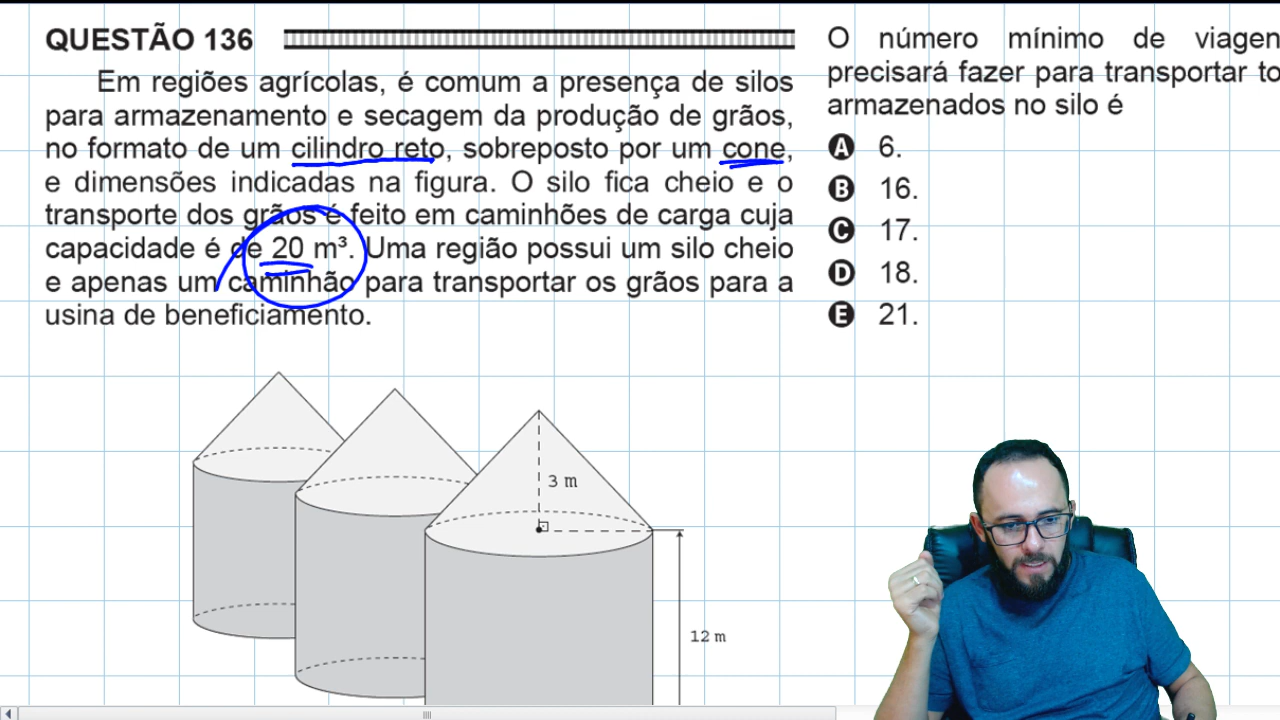 QUESTÃO 136
Em regiões agrícolas, é comum a presença de silos
para armazenamento e secagem da produção de grãos,
no formato de um cilindro reto, sobreposto por um cone,
e dimensões indicadas na figura. O silo fica cheio e o
transporte dos grãos é feito em caminhões de carga cuja
capacidade é de 20 m³. Uma região possui um silo cheio
e apenas um caminhão para transportar os grãos para a
usina de beneficiamento.
3 m
12 m
O número mínimo de viagen
precisará fazer para transportar to
armazenados no silo é
A 6.
B 16.
C 17.
D 18.
E 21.